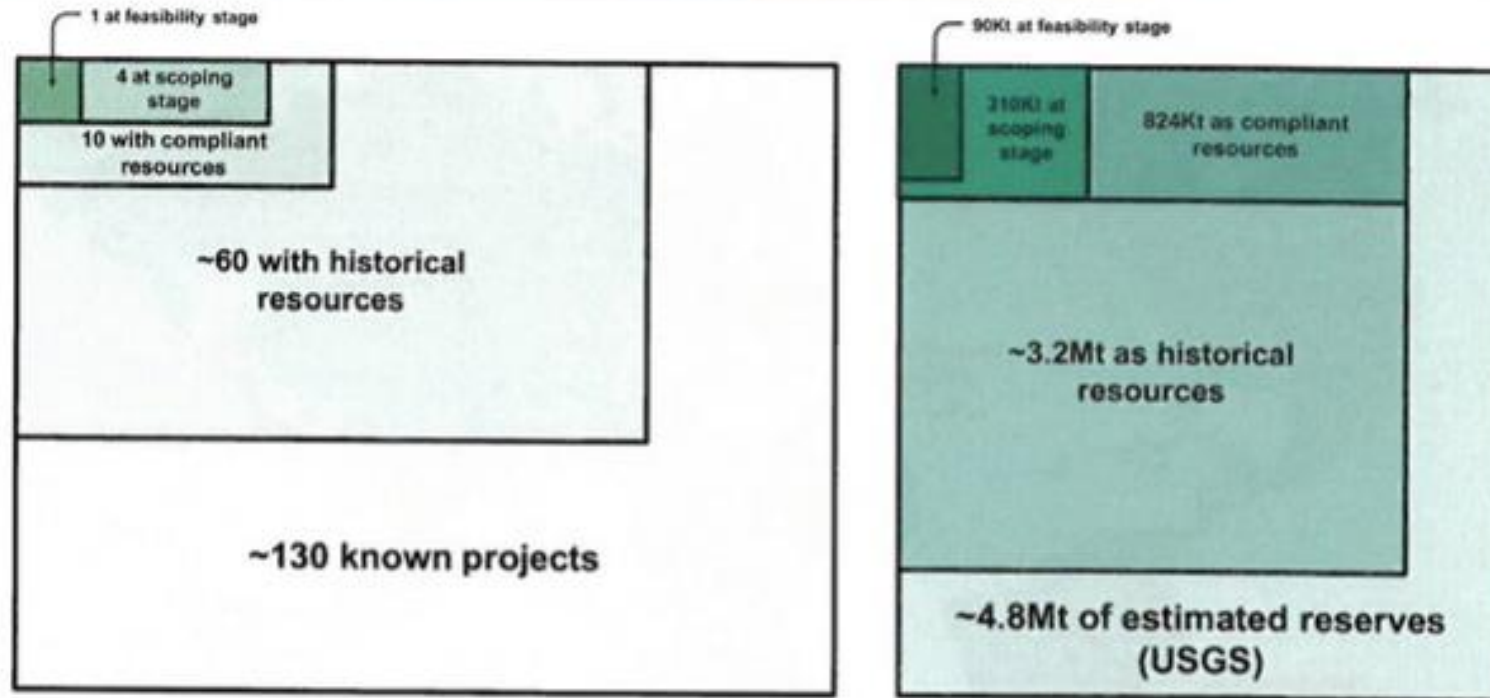 1 at feasibility stage
4 at scoping
stage
10 with compliant
resources
~60 with historical
resources
~130 known projects
90Kt at feasibility stage
310Kt at
scoping
stage
824Kt as compliant
resources
~3.2Mt as historical
resources
~4.8Mt of estimated reserves
(USGS)